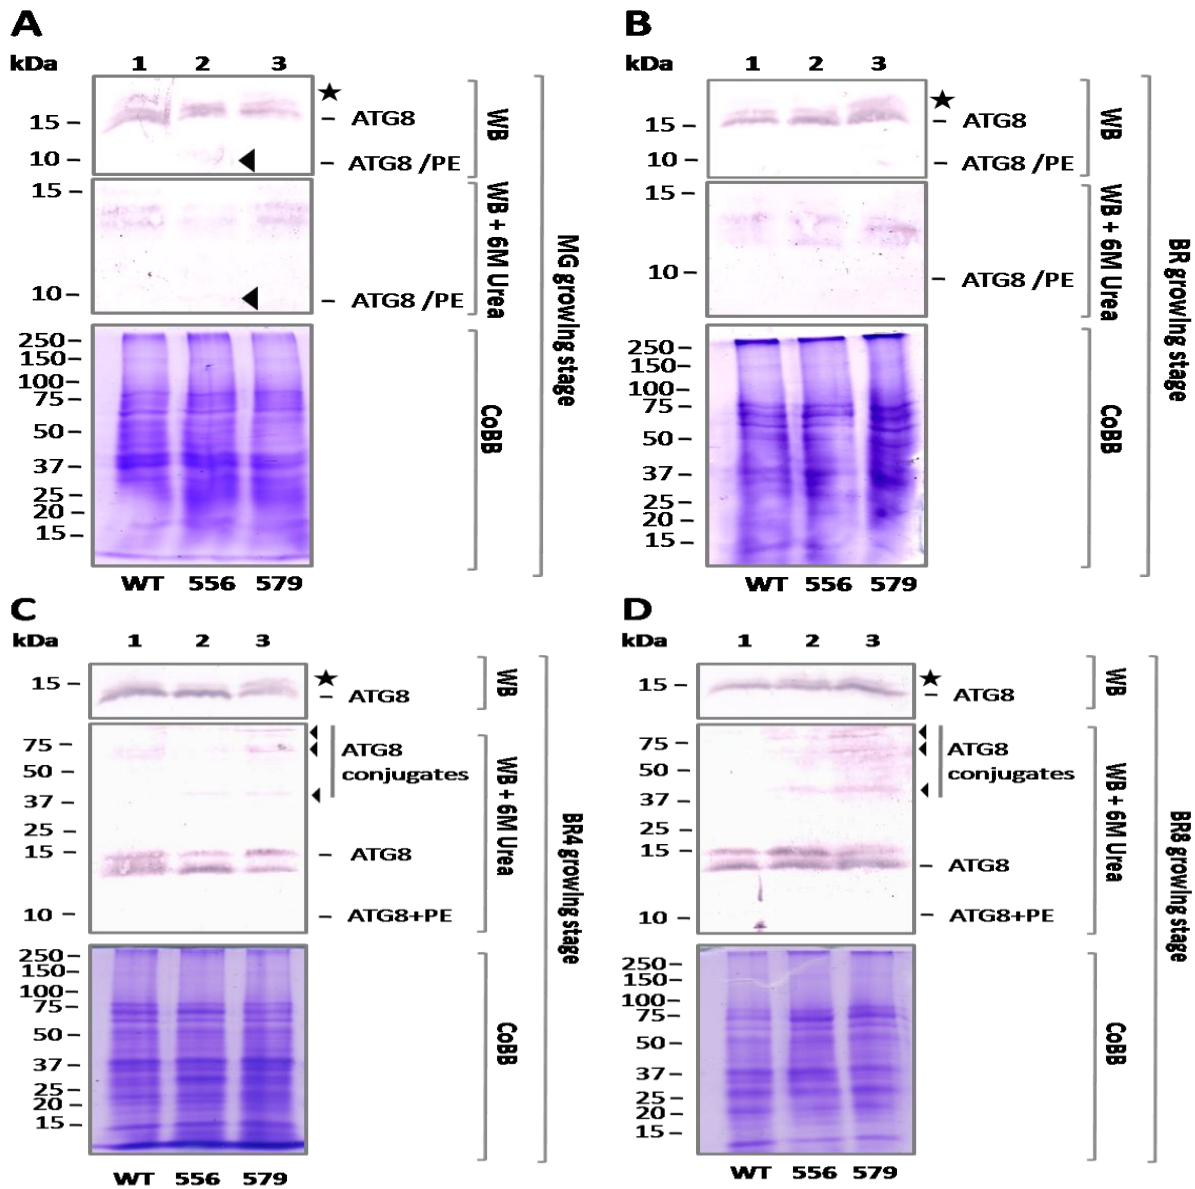 A
kDa 1 2 3
15 – – ATG8
10 – – ATG8 /PE
WB
15 –
10 – – ATG8 /PE
WB + 6M Urea
250 –
150 –
100 –
75 –
50 –
37 –
25 –
20 –
15 –
CoBB
MG growing stage
WT 556 579
B
kDa 1 2 3
15 – – ATG8
10 – – ATG8 /PE
WB
15 –
10 – – ATG8 /PE
WB + 6M Urea
250 –
150 –
100 –
75 –
50 –
37 –
25 –
20 –
15 –
CoBB
BR growing stage
WT 556 579
C
kDa 1 2 3
15 – – ATG8
WB
75 – ATG8
50 – conjugates
37 –
25 –
15 – – ATG8
10 – – ATG8+PE
WB + 6M Urea
250 –
150 –
100 –
75 –
50 –
37 –
25 –
20 –
15 –
CoBB
BR4 growing stage
WT 556 579
D
kDa 1 2 3
15 – – ATG8
WB
75 – ATG8
50 – conjugates
37 –
25 –
15 – – ATG8
10 – – ATG8+PE
WB + 6M Urea
250 –
150 –
100 –
75 –
50 –
37 –
25 –
20 –
15 –
CoBB
BR8 growing stage
WT 556 579